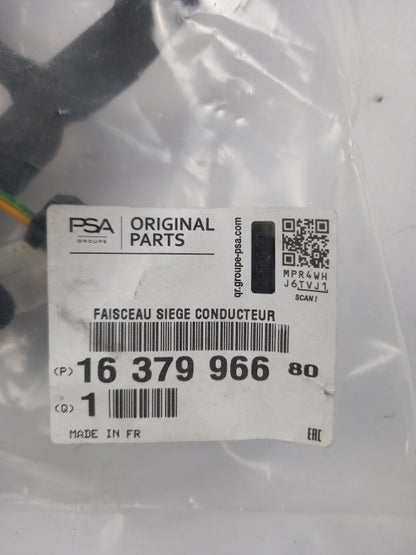 PSA
GROUPE
ORIGINAL
PARTS
qr.groupe-psa.com
MPR4WH
J6TVJ1
SCAN!
FAISCEAU SIEGE CONDUCTEUR
(P) 16 379 966 80
(Q) 1
MADE IN FR
EAC